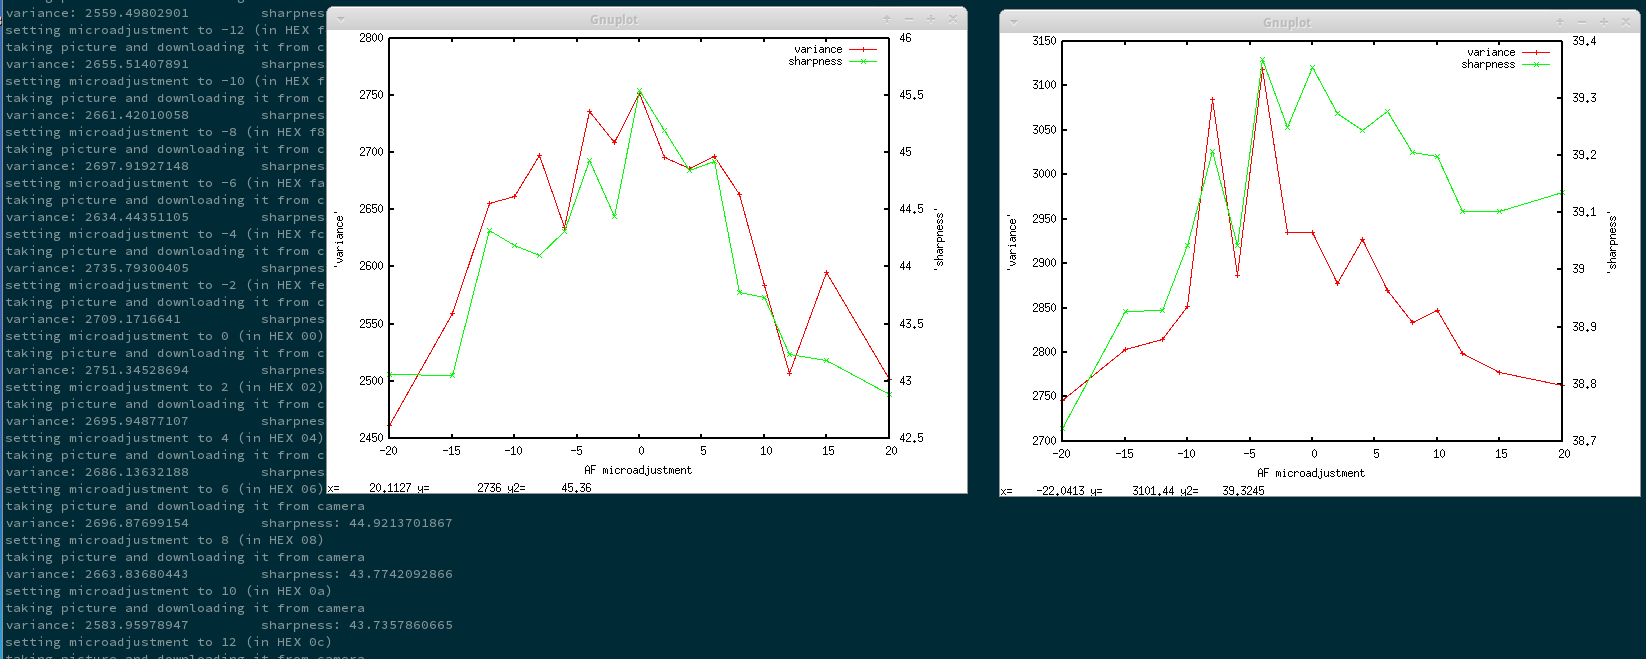 variance: 2559.49802901 sharpness
setting microadjustment to -12 (in HEX f
taking picture and downloading it from c
variance: 2655.51407891 sharpnes
setting microadjustment to -10 (in HEX f
taking picture and downloading it from c
variance: 2661.42010058 sharpnes
setting microadjustment to -8 (in HEX f8
taking picture and downloading it from c
variance: 2697.91927148 sharpnes
setting microadjustment to -6 (in HEX fa
taking picture and downloading it from c
variance: 2634.44351105 sharpnes
setting microadjustment to -4 (in HEX fc
taking picture and downloading it from c
variance: 2735.79300405 sharpnes
setting microadjustment to -2 (in HEX fe
taking picture and downloading it from c
variance: 2709.1716641 sharpnes
setting microadjustment to 0 (in HEX 00)
taking picture and downloading it from c
variance: 2751.34528694 sharpnes
setting microadjustment to 2 (in HEX 02)
taking picture and downloading it from c
variance: 2695.94877107 sharpnes
setting microadjustment to 4 (in HEX 04)
taking picture and downloading it from c
variance: 2686.13632188 sharpnes
setting microadjustment to 6 (in HEX 06)
taking picture and downloading it from camera
variance: 2696.87699154 sharpness: 44.9213701867
setting microadjustment to 8 (in HEX 08)
taking picture and downloading it from camera
variance: 2663.83680443 sharpness: 43.7742092866
setting microadjustment to 10 (in HEX 0a)
taking picture and downloading it from camera
variance: 2583.95978947 sharpness: 43.7357860665
setting microadjustment to 12 (in HEX 0c)
taking picture and downloading it from camera
Gnuplot
variance
sharpness
2800
2750
2700
2650
2600
2550
2500
2450
'variance'
46
45.5
45
44.5
44
43.5
43
42.5
'sharpness'
-20 -15 -10 -5 0 5 10 15 20
AF microadjustment
x= 20.1127 y= 2736 y2= 45.36
Gnuplot
variance
sharpness
3150
3100
3050
3000
2950
2900
2850
2800
2750
2700
'variance'
39.4
39.3
39.2
39.1
39
38.9
38.8
38.7
'sharpness'
-20 -15 -10 -5 0 5 10 15 20
AF microadjustment
x= -22.0413 y= 3101.44 y2= 39.3245